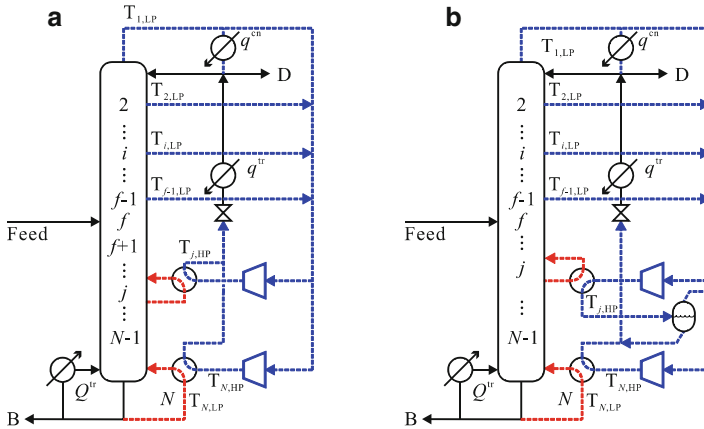 a
T1,LP
qcn
D
2
T2,LP
⋮
i
Ti,LP
⋮
qtr
f-1
Tf-1,LP
f
Feed
f+1
Tj,HP
⋮
j
⋮
N-1
Qtr
N
TN,HP
TN,LP
B
b
T1,LP
qcn
D
2
T2,LP
⋮
i
Ti,LP
⋮
qtr
f-1
Tf-1,LP
f
Feed
⋮
j
Tj,HP
⋮
N-1
Qtr
N
TN,HP
TN,LP
B